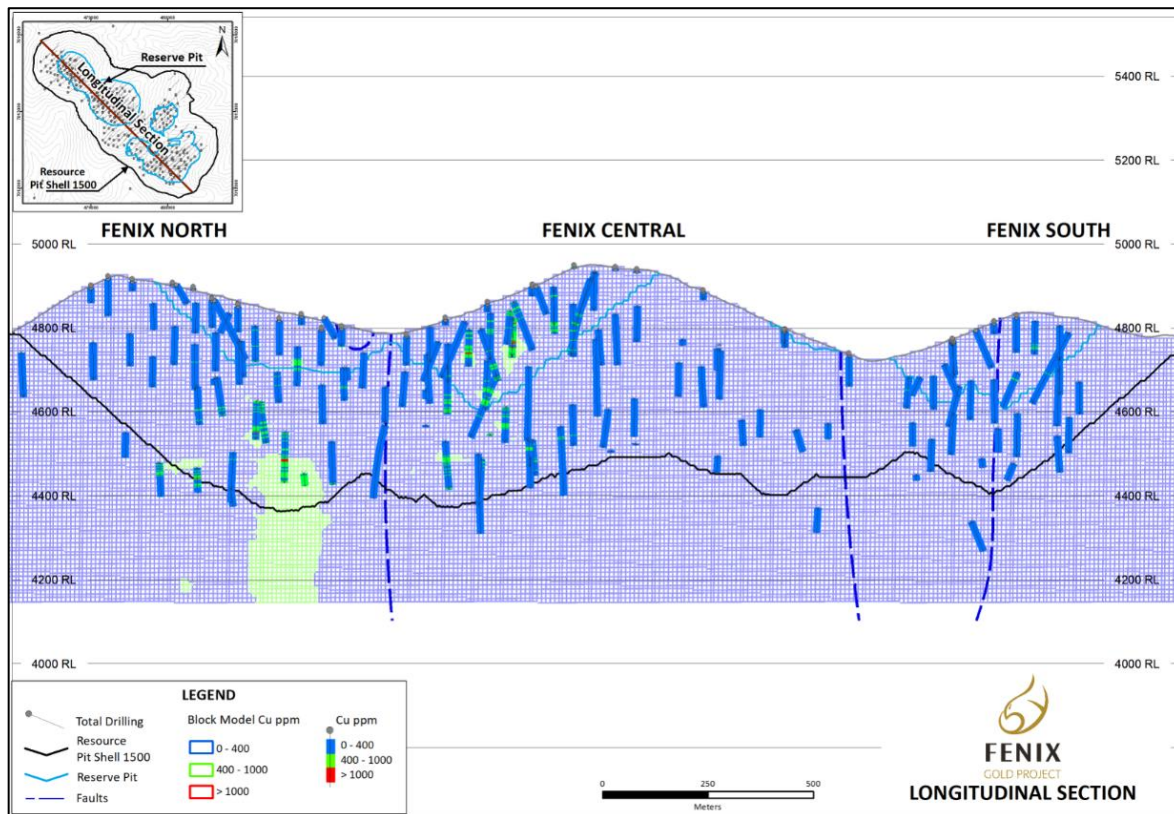 N
Reserve Pit
Longitudinal Section
Resource
Pit Shell 1500
5400 RL
5200 RL
FENIX NORTH
FENIX CENTRAL
FENIX SOUTH
5000 RL
5000 RL
4800 RL
4800 RL
4600 RL
4600 RL
4400 RL
4400 RL
4200 RL
4200 RL
4000 RL
4000 RL
LEGEND
Total Drilling
Resource
Pit Shell 1500
Reserve Pit
Faults
Block Model Cu ppm
0 - 400
400 - 1000
> 1000
Cu ppm
0 - 400
400 - 1000
> 1000
0
250
500
Meters
FENIX
GOLD PROJECT
LONGITUDINAL SECTION